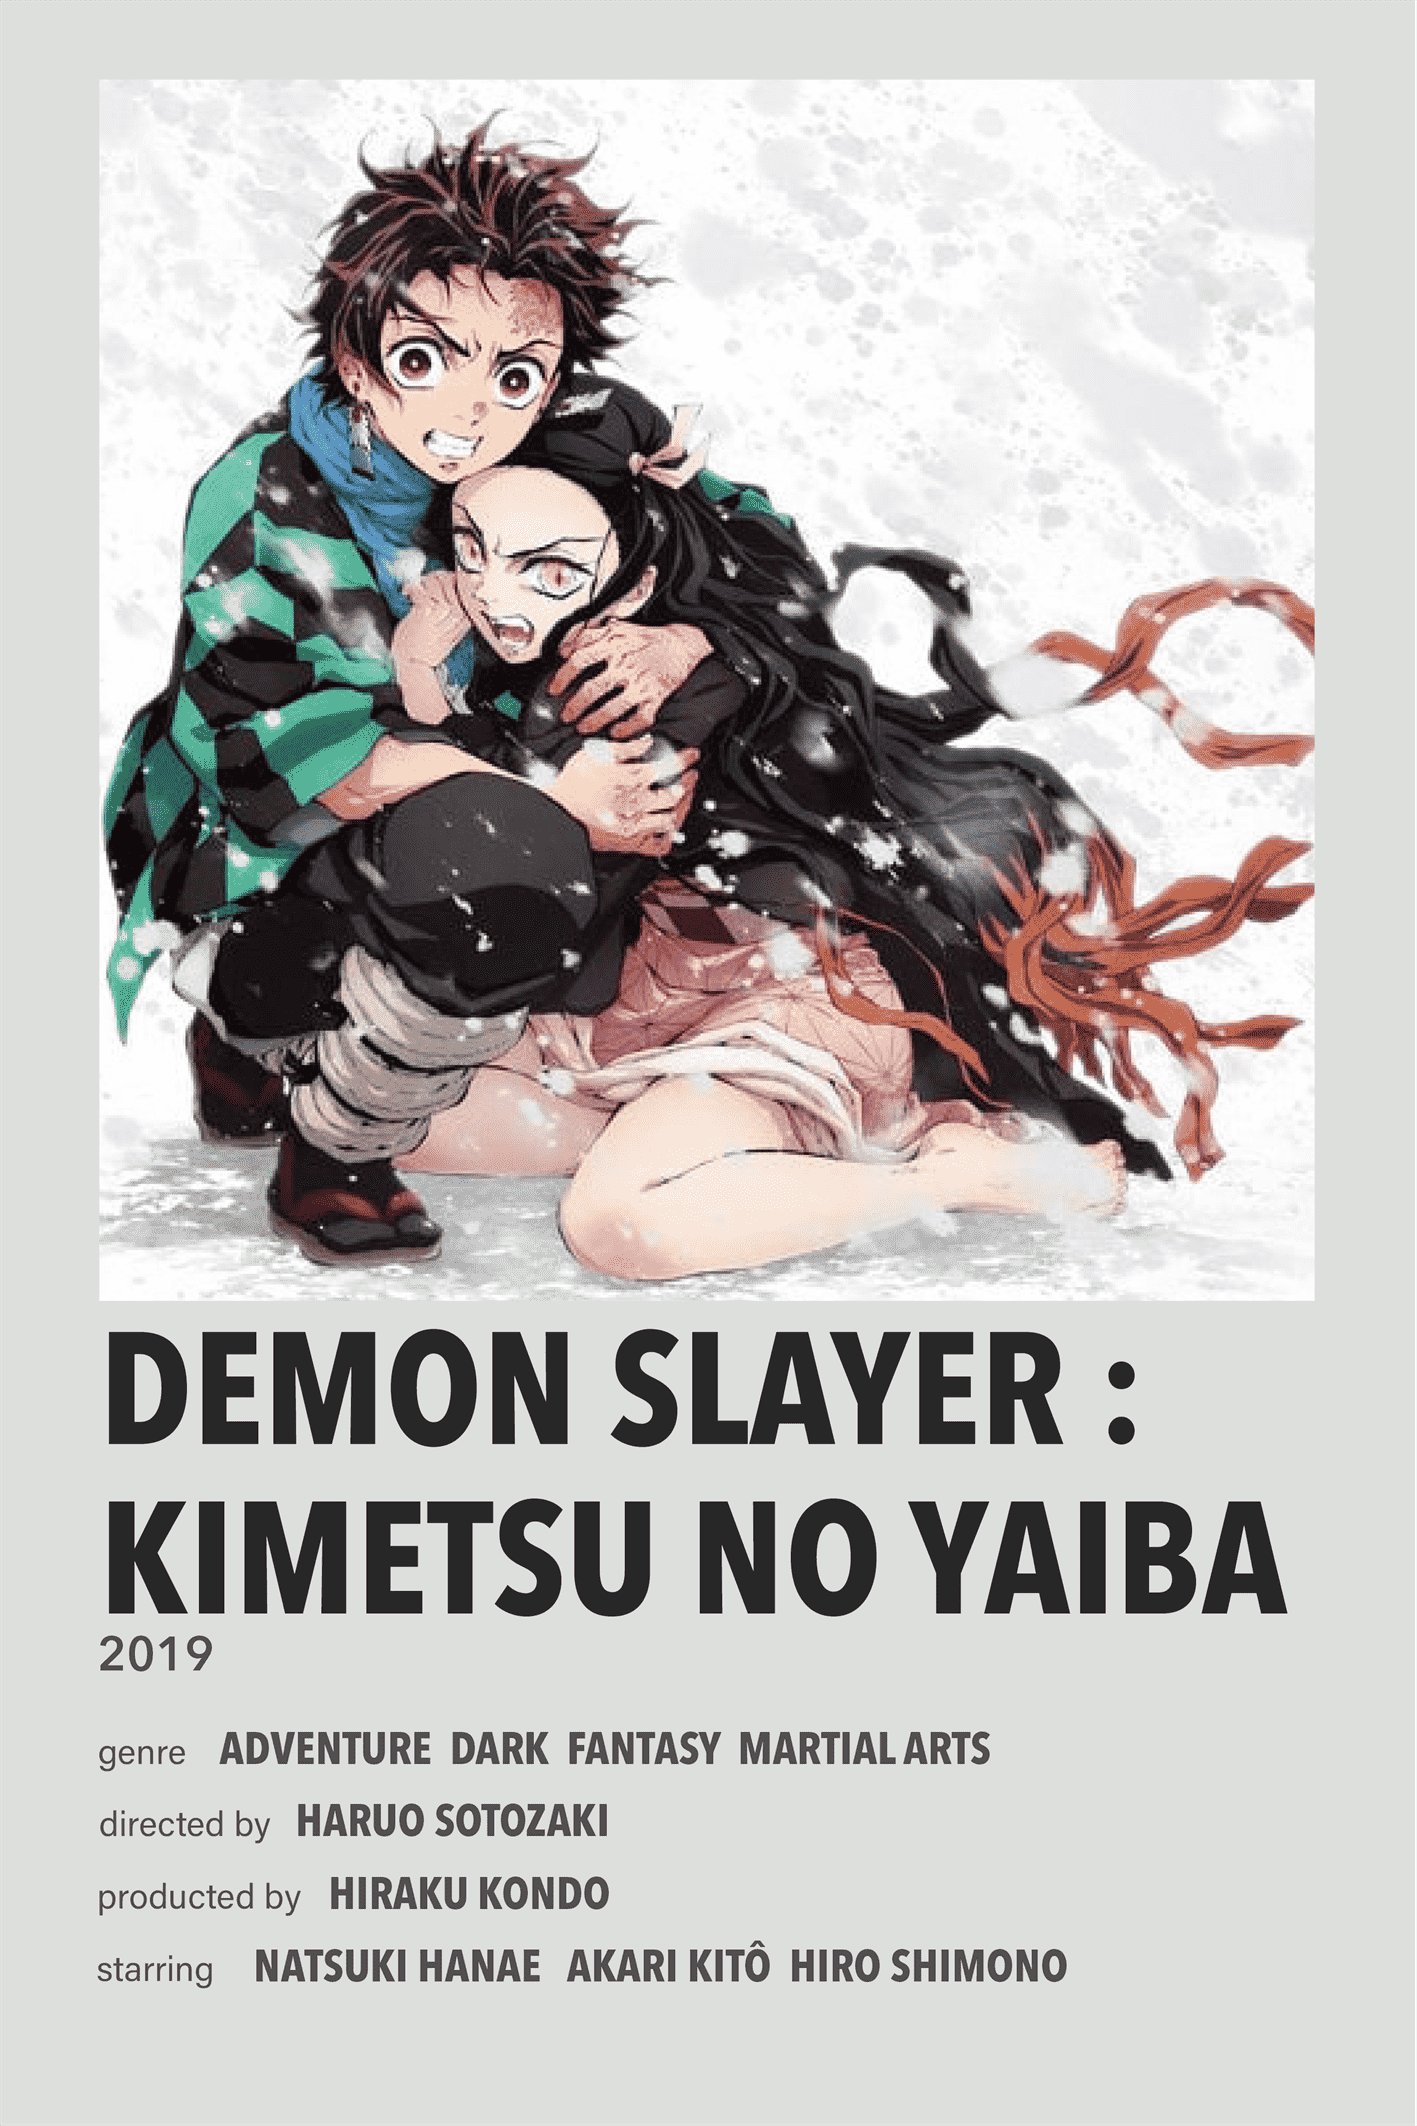 DEMON SLAYER :
KIMETSU NO YAIBA
2019
genre ADVENTURE DARK FANTASY MARTIAL ARTS
directed by HARUO SOTOZAKI
producted by HIRAKU KONDO
starring NATSUKI HANAE AKARI KITÔ HIRO SHIMONO